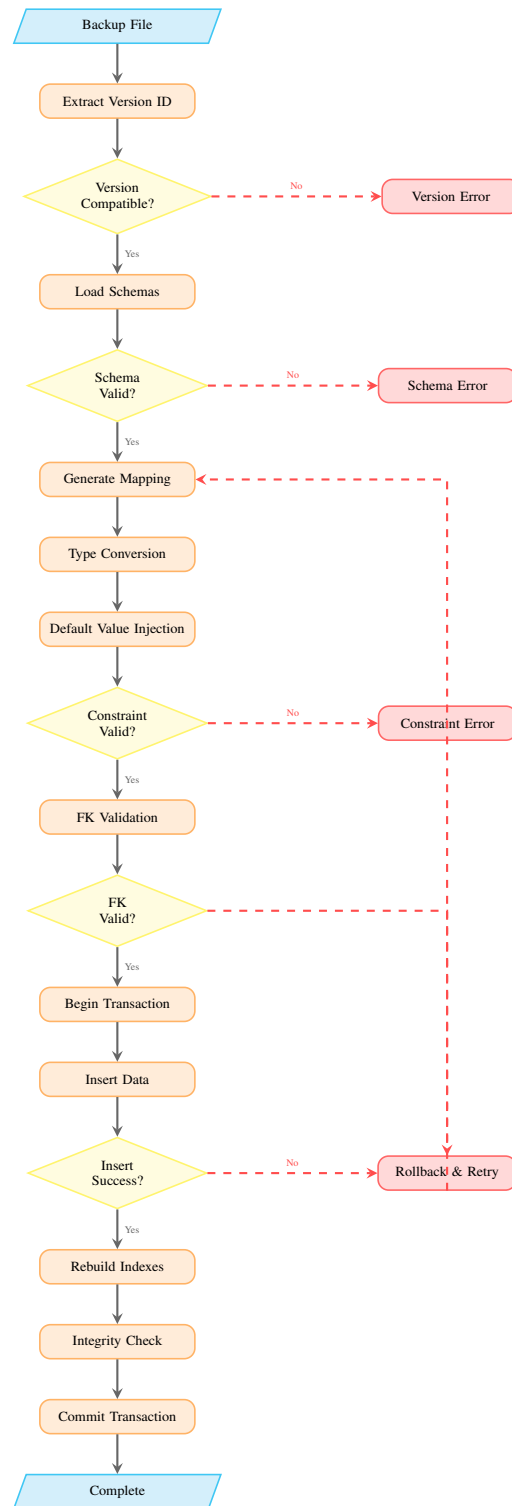 Backup File
Extract Version ID
Version
Compatible?
No
Version Error
Yes
Load Schemas
Schema
Valid?
No
Schema Error
Yes
Generate Mapping
Type Conversion
Default Value Injection
Constraint
Valid?
No
Constraint Error
Yes
FK Validation
FK
Valid?
Yes
Begin Transaction
Insert Data
Insert
Success?
No
Rollback & Retry
Yes
Rebuild Indexes
Integrity Check
Commit Transaction
Complete